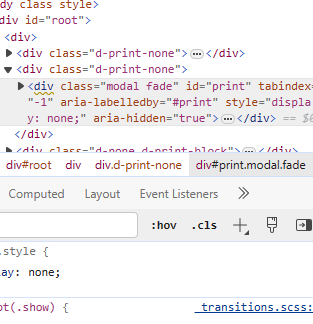 dy class style>
div id="root">
<div>
<div class="d-print-none"> ... </div>
<div class="d-print-none">
<div class="modal fade" id="print" tabindex=
"-1" aria-labelledby="#print" style="displa
y: none;" aria-hidden="true"> ... </div> == $0
</div>
<div class="d-none d-print-block"> ... </div>
div#root div div.d-print-none div#print.modal.fade
Computed Layout Event Listeners
:hov .cls
.style {
lay: none;
ot(.show) { _transitions.scss: